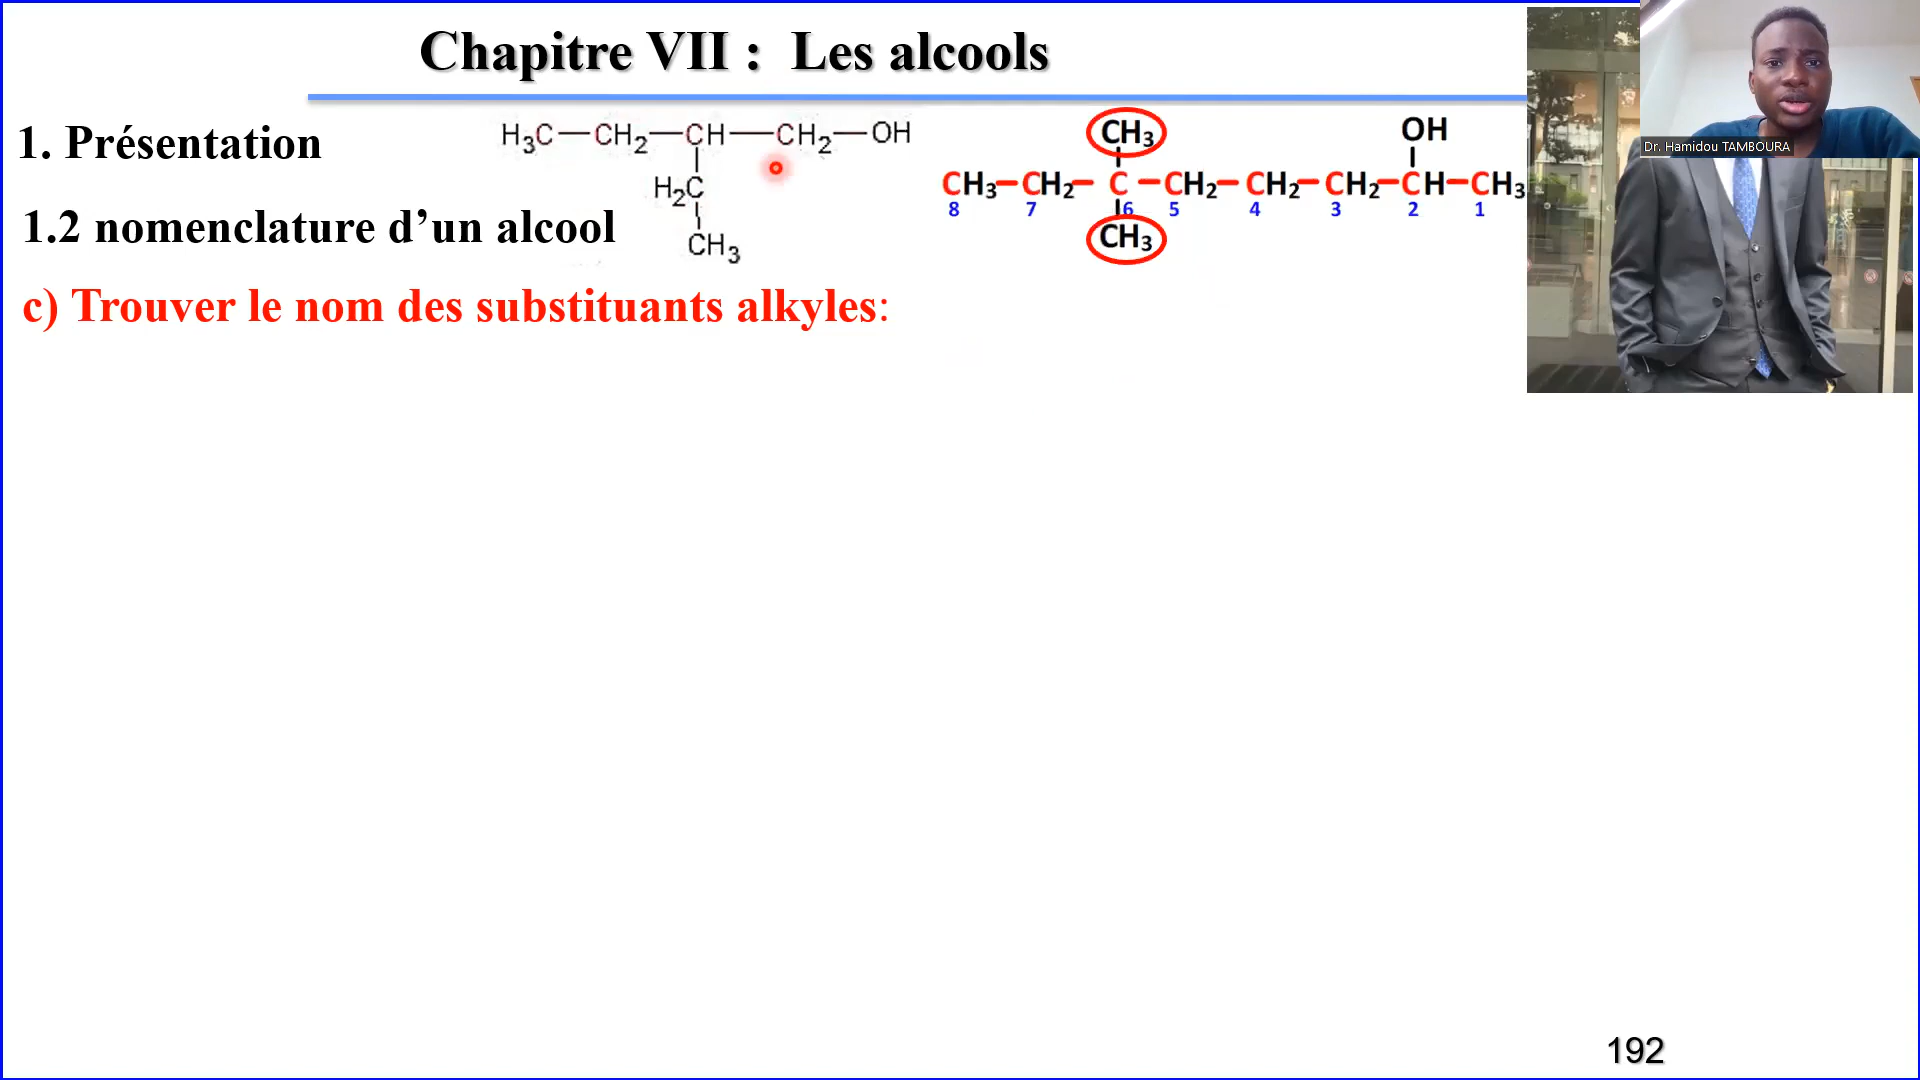 Chapitre VII :  Les alcools
1. Présentation
H3C—CH2—CH—CH2—OH
H2C
CH3
CH3
OH
CH3–CH2–C–CH2–CH2–CH2–CH–CH3
8 7 6 5 4 3 2 1
CH3
1.2 nomenclature d’un alcool
c) Trouver le nom des substituants alkyles:
Dr. Hamidou TAMBOURA
192